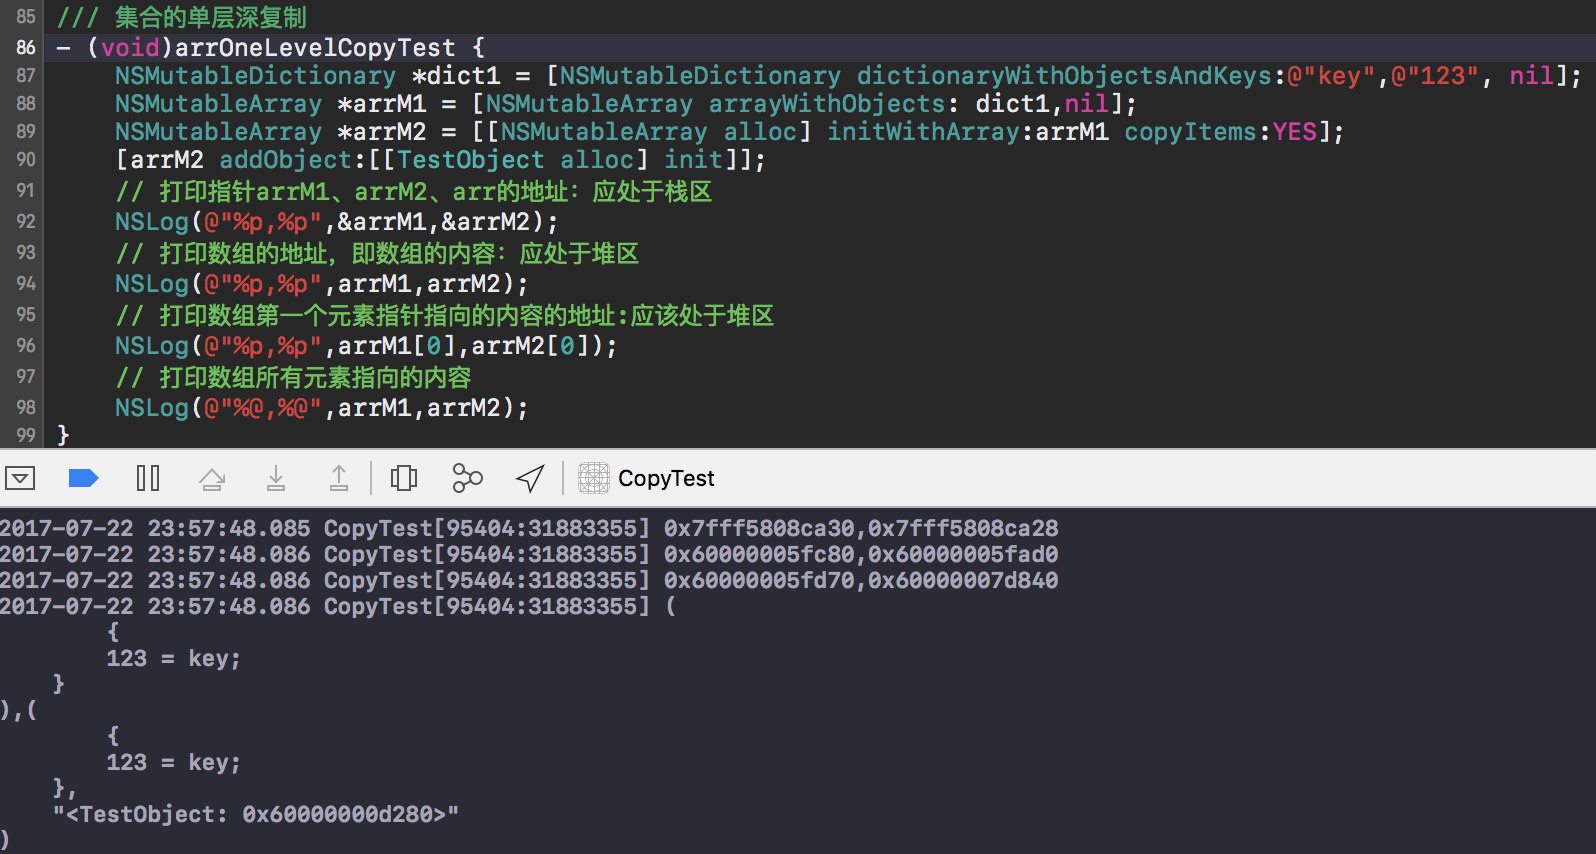 85 /// 集合的单层深复制
86 - (void)arrOneLevelCopyTest {
87 NSMutableDictionary *dict1 = [NSMutableDictionary dictionaryWithObjectsAndKeys:@"key",@"123", nil];
88 NSMutableArray *arrM1 = [NSMutableArray arrayWithObjects: dict1,nil];
89 NSMutableArray *arrM2 = [[NSMutableArray alloc] initWithArray:arrM1 copyItems:YES];
90 [arrM2 addObject:[[TestObject alloc] init]];
91 // 打印指针arrM1、arrM2、arr的地址：应处于栈区
92 NSLog(@"%p,%p",&arrM1,&arrM2);
93 // 打印数组的地址，即数组的内容：应处于堆区
94 NSLog(@"%p,%p",arrM1,arrM2);
95 // 打印数组第一个元素指针指向的内容的地址:应该处于堆区
96 NSLog(@"%p,%p",arrM1[0],arrM2[0]);
97 // 打印数组所有元素指向的内容
98 NSLog(@"%@,%@",arrM1,arrM2);
99 }
CopyTest
2017-07-22 23:57:48.085 CopyTest[95404:31883355] 0x7fff5808ca30,0x7fff5808ca28
2017-07-22 23:57:48.086 CopyTest[95404:31883355] 0x60000005fc80,0x60000005fad0
2017-07-22 23:57:48.086 CopyTest[95404:31883355] 0x60000005fd70,0x60000007d840
2017-07-22 23:57:48.086 CopyTest[95404:31883355] (
{
123 = key;
}
),(
{
123 = key;
},
"<TestObject: 0x60000000d280>"
)